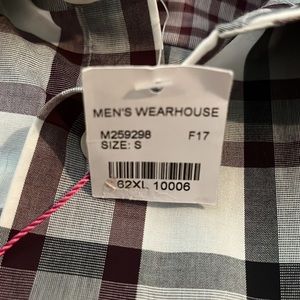 MEN'S WEARHOUSE
M259298 F17
SIZE: S
62XL 10006